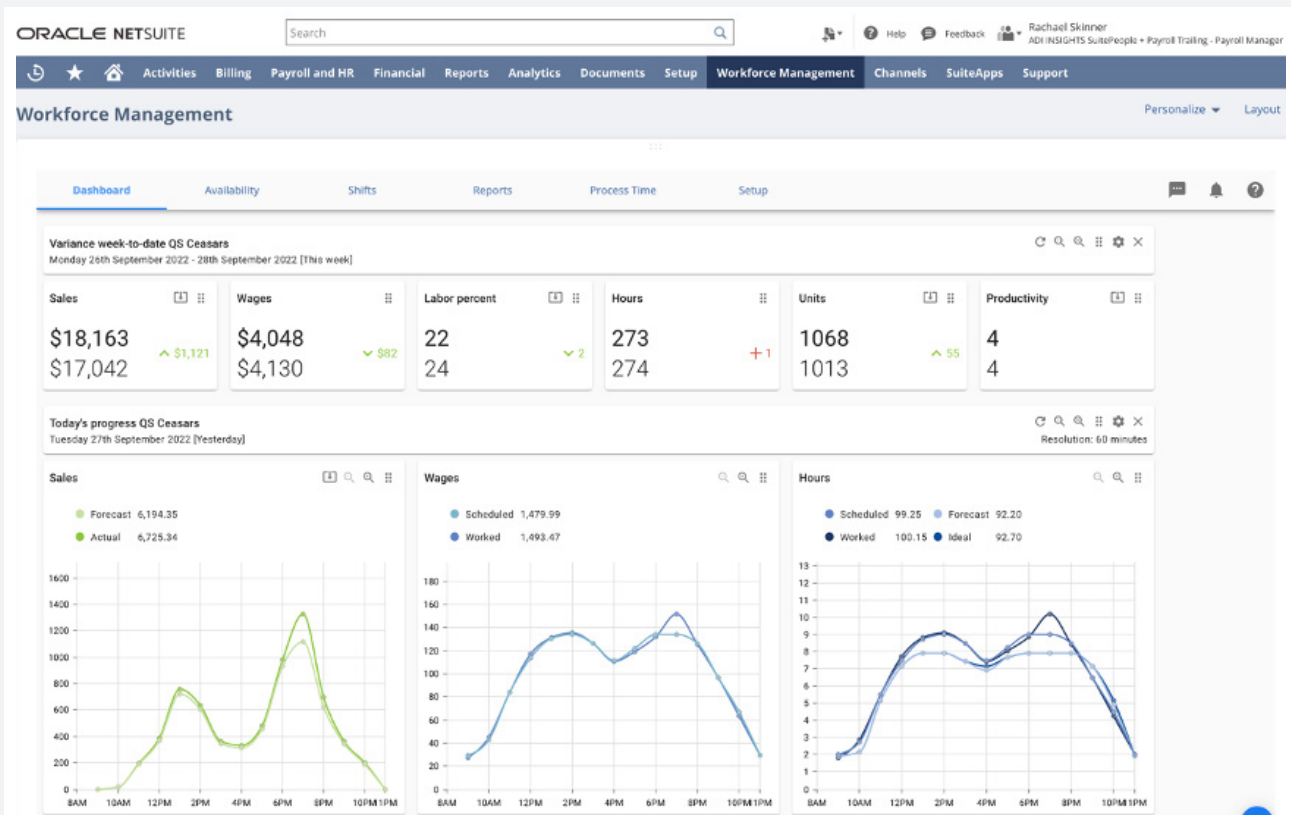 ORACLE NETSUITE
Search
Help
Feedback
Rachael Skinner
ADI INSIGHTS SuitePeople + Payroll Trailing - Payroll Manager
Activities Billing Payroll and HR Financial Reports Analytics Documents Setup Workforce Management Channels SuiteApps Support
Workforce Management
Personalize
Layout
Dashboard Availability Shifts Reports Process Time Setup
Variance week-to-date QS Ceasars
Monday 26th September 2022 - 28th September 2022 [This week]
Sales Wages Labor percent Hours Units Productivity
$18,163 $4,048 22 273 1068 4
$1,121 $82 2 +1 55
$17,042 $4,130 24 274 1013 4
Today's progress QS Ceasars
Tuesday 27th September 2022 [Yesterday]
Resolution: 60 minutes
Sales
Forecast 6,194.35
Actual 6,725.34
1600
1400
1200
1000
800
600
400
200
0
8AM 10AM 12PM 2PM 4PM 6PM 8PM 10PM 11PM
Wages
Scheduled 1,479.99
Worked 1,493.47
180
160
140
120
100
80
60
40
20
0
8AM 10AM 12PM 2PM 4PM 6PM 8PM 10PM 11PM
Hours
Scheduled 99.25 Forecast 92.20
Worked 100.15 Ideal 92.70
13
12
11
10
9
8
7
6
5
4
3
2
1
0
8AM 10AM 12PM 2PM 4PM 6PM 8PM 10PM 11PM